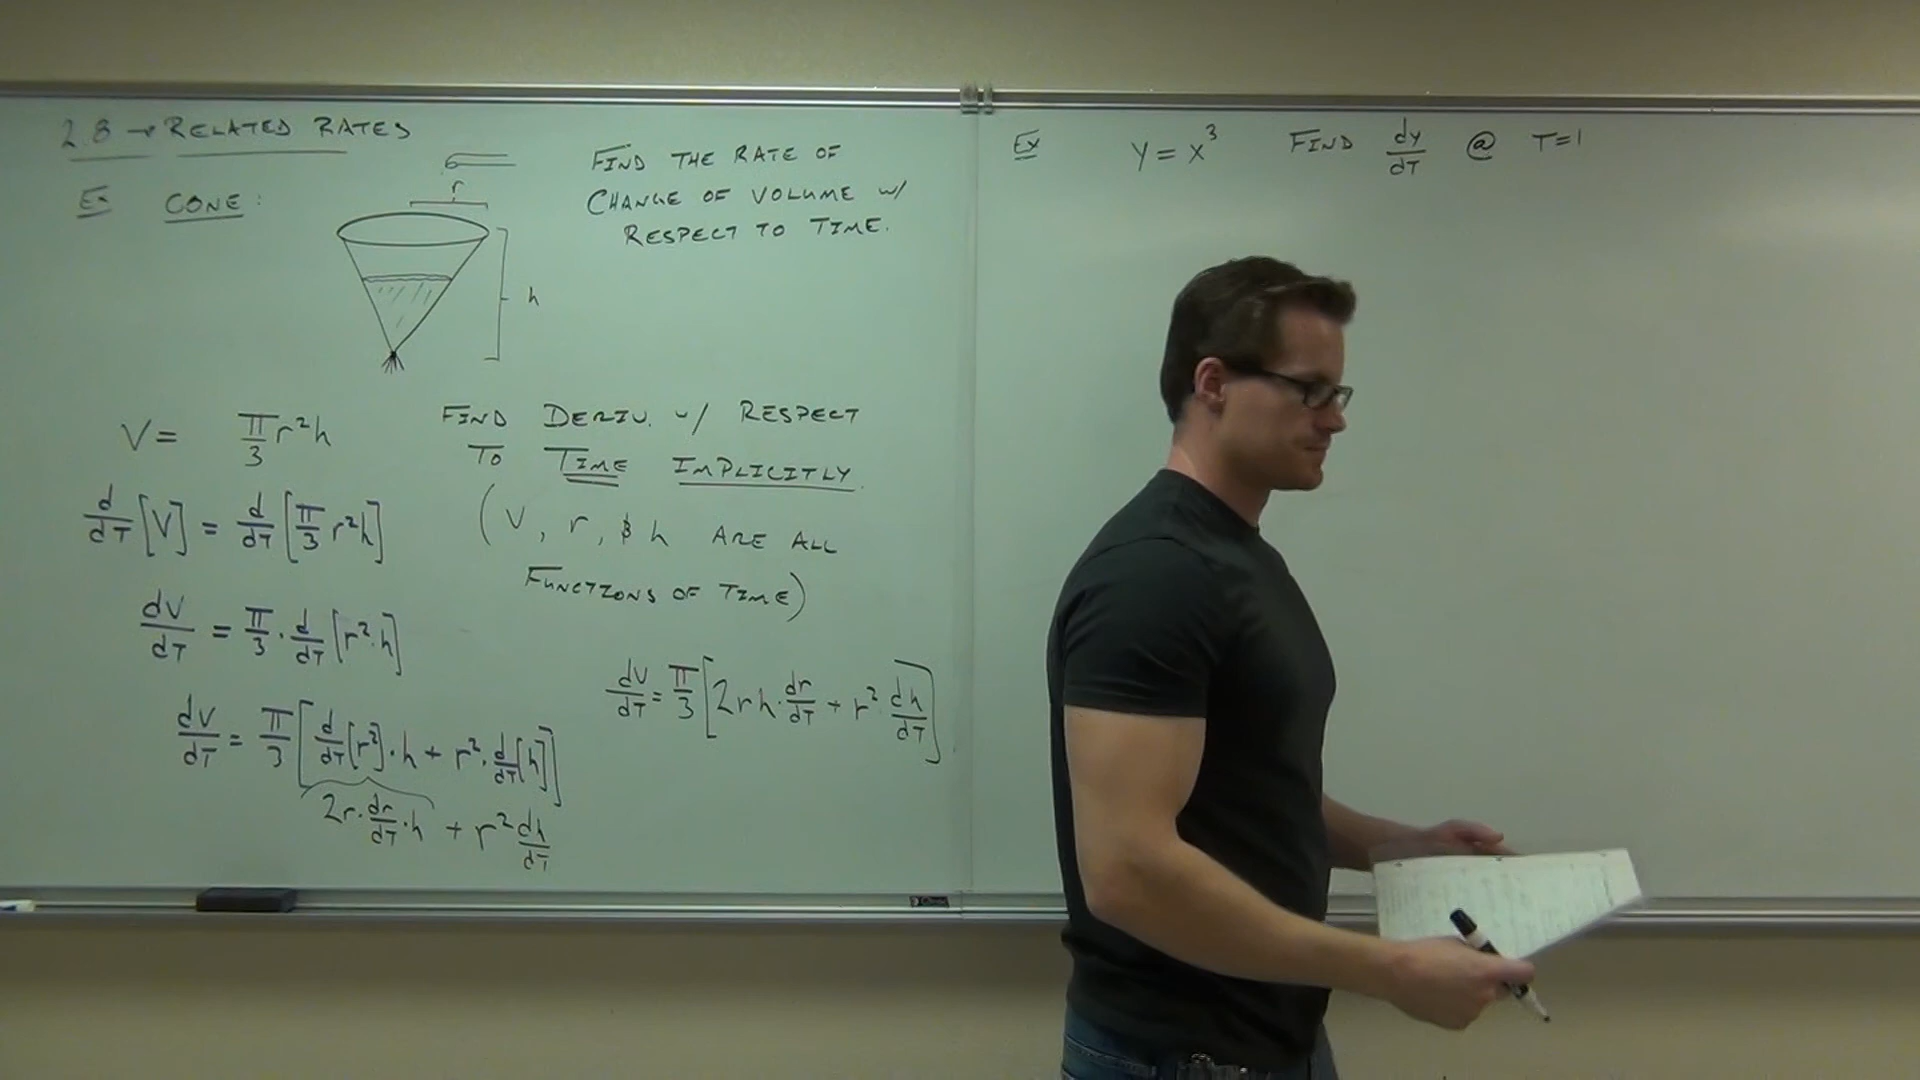 2.8 → RELATED RATES
Ex CONE:
r
h
FIND THE RATE OF
CHANGE OF VOLUME w/
RESPECT TO TIME.
V = π/3 r²h
d/dT [V] = d/dT [π/3 r²h]
dV/dT = π/3 · d/dT [r²·h]
dV/dT = π/3 [d/dT [r²]·h + r²·d/dT [h]]
2r·dr/dT·h + r² dh/dT
FIND DERIV. w/ RESPECT
TO TIME IMPLICITLY.
(V, r, & h ARE ALL
FUNCTIONS OF TIME)
dV/dT = π/3 [2rh·dr/dT + r²·dh/dT]
Ex y = x³ FIND dy/dT @ T=1